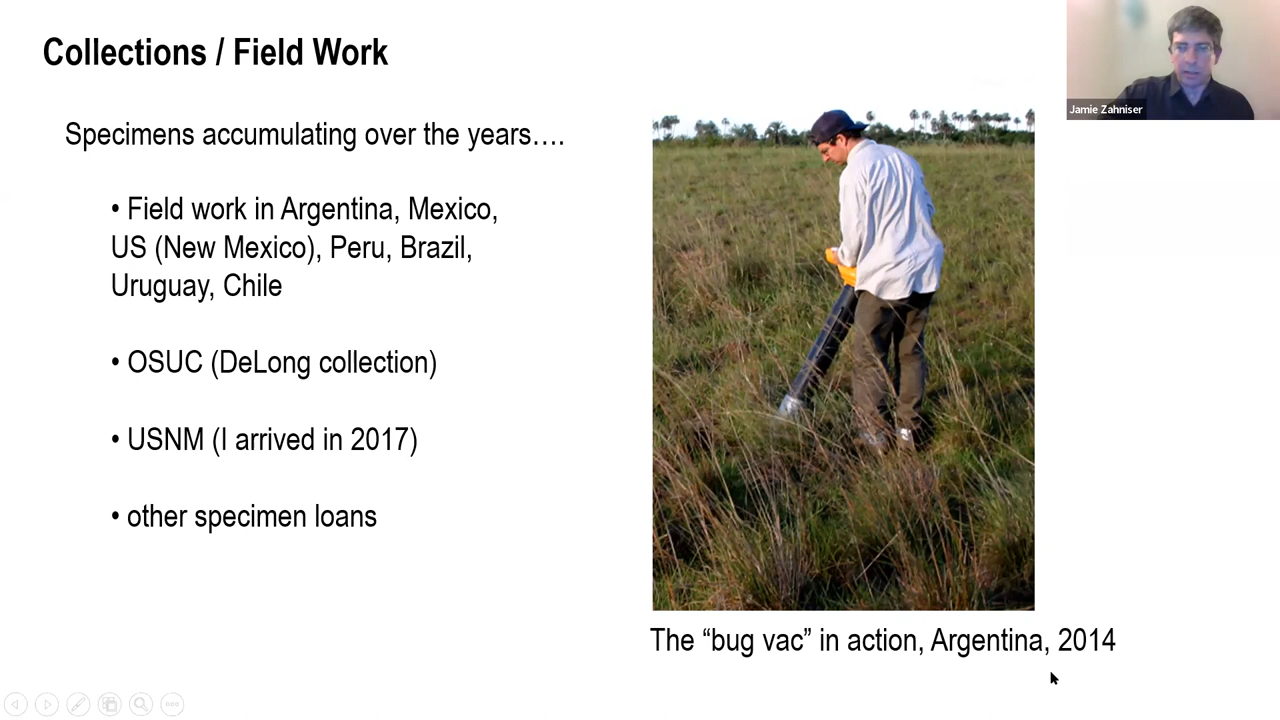 Collections / Field Work
Jamie Zahniser
Specimens accumulating over the years….
• Field work in Argentina, Mexico,
US (New Mexico), Peru, Brazil,
Uruguay, Chile
• OSUC (DeLong collection)
• USNM (I arrived in 2017)
• other specimen loans
The “bug vac” in action, Argentina, 2014